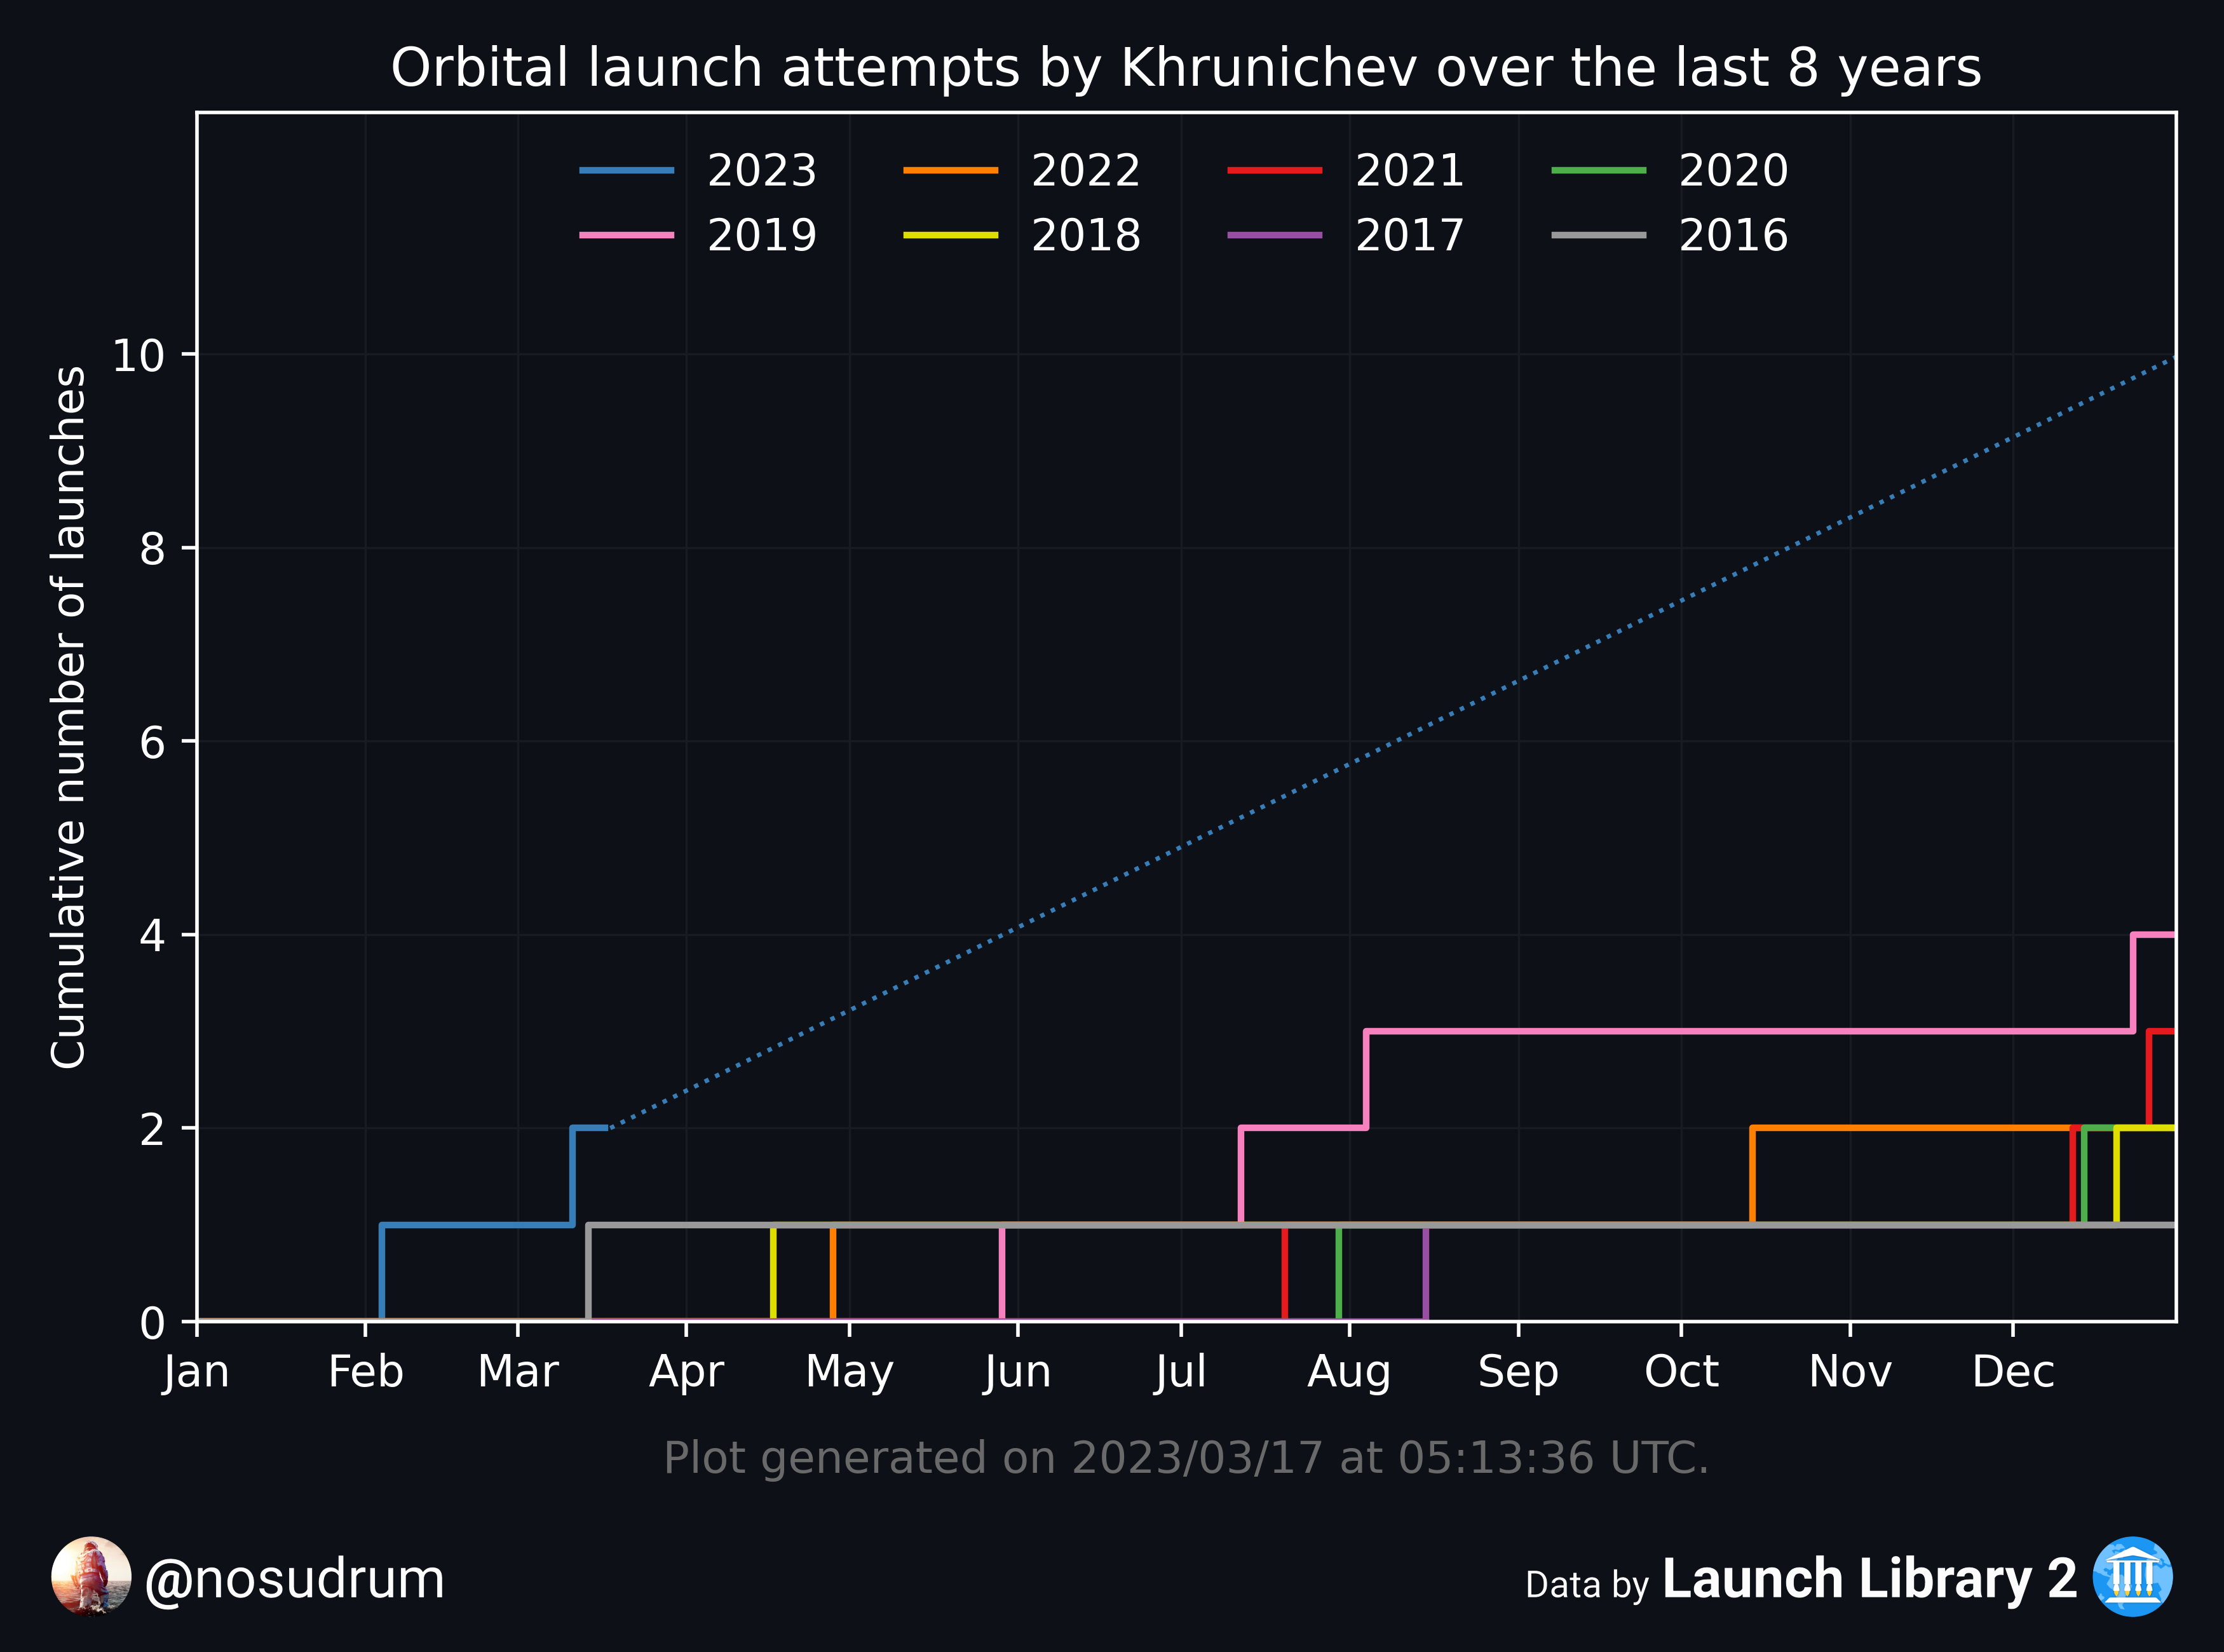 Orbital launch attempts by Khrunichev over the last 8 years
2023 2022 2021 2020
2019 2018 2017 2016
Cumulative number of launches
10
8
6
4
2
0
Jan Feb Mar Apr May Jun Jul Aug Sep Oct Nov Dec
Plot generated on 2023/03/17 at 05:13:36 UTC.
@nosudrum
Data by Launch Library 2